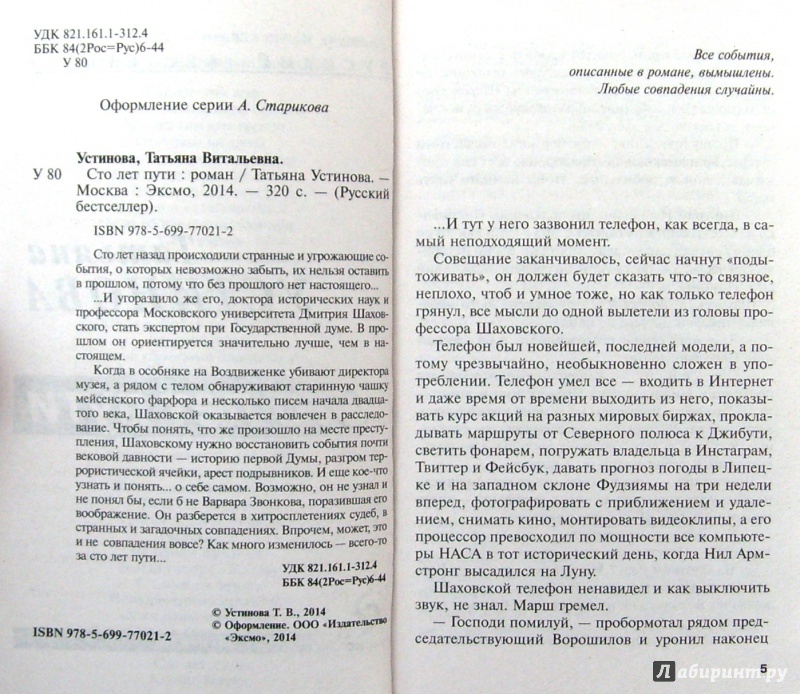 УДК 821.161.1-312.4
ББК 84(2Рос=Рус)6-44
У 80
Оформление серии А. Старикова
Устинова, Татьяна Витальевна.
У 80 Сто лет пути : роман / Татьяна Устинова. —
Москва : Эксмо, 2014. — 320 с. — (Русский
бестселлер).
ISBN 978-5-699-77021-2
Сто лет назад происходили странные и угрожающие со-
бытия, о которых невозможно забыть, их нельзя оставить
в прошлом, потому что без прошлого нет настоящего...
...И угораздило же его, доктора исторических наук и
профессора Московского университета Дмитрия Шахов-
ского, стать экспертом при Государственной думе. В про-
шлом он ориентируется значительно лучше, чем в на-
стоящем.
Когда в особняке на Воздвиженке убивают директора
музея, а рядом с телом обнаруживают старинную чашку
мейсенского фарфора и несколько писем начала двадца-
того века, Шаховской оказывается вовлечен в расследо-
вание. Чтобы понять, что же произошло на месте престу-
пления, Шаховскому нужно восстановить события почти
вековой давности — историю первой Думы, разгром тер-
рористической ячейки, арест подрывников. И еще кое-что
узнать и понять... о себе самом. Возможно, он не узнал и
не понял бы, если б не Варвара Звонкова, поразившая его
воображение. Он разберется в хитросплетениях судеб, в
странных и загадочных совпадениях. Впрочем, может, это
и не совпадения вовсе? Как много изменилось — всего-то
за сто лет пути...
УДК 821.161.1-312.4
ББК 84(2Рос=Рус)6-44
© Устинова Т. В., 2014
© Оформление. ООО «Издательство
«Эксмо», 2014
ISBN 978-5-699-77021-2
Все события,
описанные в романе, вымышлены.
Любые совпадения случайны.
...И тут у него зазвонил телефон, как всегда, в са-
мый неподходящий момент.
Совещание заканчивалось, сейчас начнут «поды-
тоживать», он должен будет сказать что-то связное,
неплохо, чтоб и умное тоже, но как только телефон
грянул, все мысли до одной вылетели из головы про-
фессора Шаховского.
Телефон был новейшей, последней модели, а по-
тому чрезвычайно, необыкновенно сложен в упо-
треблении. Телефон умел все — входить в Интернет
и даже время от времени выходить из него, показы-
вать курс акций на разных мировых биржах, прокла-
дывать маршруты от Северного полюса к Джибути,
светить фонарем, погружать владельца в Инстаграм,
Твиттер и Фейсбук, давать прогноз погоды в Липец-
ке и на западном склоне Фудзиямы на три недели
вперед, фотографировать с приближением и удале-
нием, снимать кино, монтировать видеоклипы, а его
процессор превосходил по мощности все компьюте-
ры НАСА в тот исторический день, когда Нил Арм-
стронг высадился на Луну.
Шаховской телефон ненавидел и как выключить
звук, не знал. Марш гремел.
— Господи помилуй, — пробормотал рядом пред-
седательствующий Ворошилов и уронил наконец
5
Лабиринт.ру